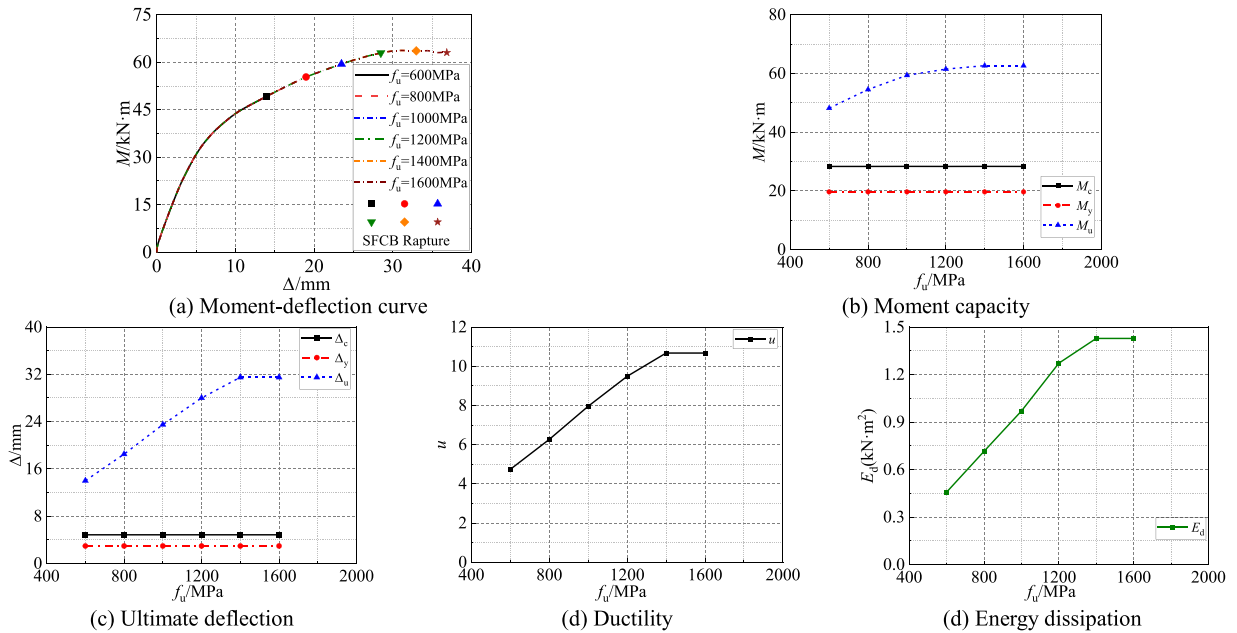 75
60
45
30
15
0
M/kN·m
fu=600MPa
fu=800MPa
fu=1000MPa
fu=1200MPa
fu=1400MPa
fu=1600MPa
SFCB Rapture
0 10 20 30 40
Δ/mm
(a) Moment-deflection curve
80
60
40
20
0
M/kN·m
Mc
My
Mu
400 800 1200 1600 2000
fu/MPa
(b) Moment capacity
40
32
24
16
8
0
Δ/mm
Δc
Δy
Δu
400 800 1200 1600 2000
fu/MPa
(c) Ultimate deflection
12
10
8
6
4
2
0
u
u
400 800 1200 1600 2000
fu/MPa
(d) Ductility
1.5
1.2
0.9
0.6
0.3
0.0
Ed(kN·m²)
Ed
400 800 1200 1600 2000
fu/MPa
(d) Energy dissipation